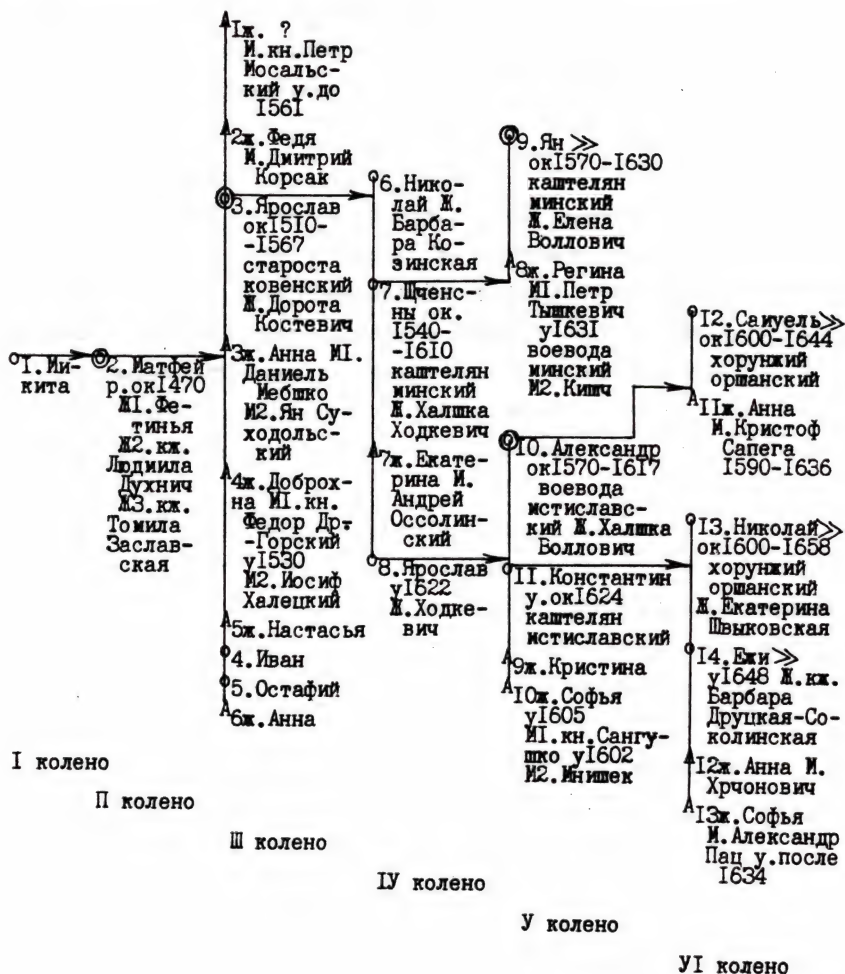 1ж. ?
М.кн.Петр
Мосальс-
кий у.до
1561
2ж.Федя
М.Дмитрий
Корсак
3.Ярослав
ок1510-
-1567
староста
ковенский
Ж.Дорота
Костевич
3ж.Анна М1.
Даниель
Мебшко
М2.Ян Су-
ходольс-
кий
4ж.Доброх-
на М1.кн.
Федор Дрт
-Горский
у1530
М2.Иосиф
Халецкий
5ж.Настасья
4.Иван
5.Остафий
6ж.Анна
1.Ми-
кита
2.Матфей
р.ок1470
Ж1.Фе-
тинья
Ж2.кж.
Людмила
Духнич
Ж3.кж.
Томила
Заслав-
ская
6.Нико-
лай Ж.
Барба-
ра Ко-
зинская
7.Щченс-
ны ок.
1540-
-1610
каштелян
минский
Ж.Халшка
Ходкевич
7ж.Екате-
рина М.
Андрей
Оссолин-
ский
8.Ярослав
у1622
Ж.Ходке-
вич
9.Ян >>
ок1570-1630
каштелян
минский
Ж.Елена
Воллович
8ж.Регина
М1.Петр
Тышкевич
у1631
воевода
минский
М2.Кишч
10.Александр
ок1570-1617
воевода
мстиславс-
кий Ж.Халшка
Воллович
11.Константин
у.ок1624
каштелян
мстиславский
9ж.Кристина
10ж.Софья
у1605
М1.кн.Сангу-
шко у1602
М2.Мнишек
12.Самуель>>
ок1600-1644
хорунжий
оршанский
11ж.Анна
М.Кристоф
Сапега
1590-1636
13.Николай>>
ок1600-1658
хорунжий
оршанский
Ж.Екатерина
Швыковская
14.Ежи>>
у1648 Ж.кж.
Барбара
Друцкая-Со-
колинская
12ж.Анна М.
Хрчонович
13ж.Софья
М.Александр
Пац у.после
1634
I колено
П колено
Ш колено
IУ колено
У колено
УI колено